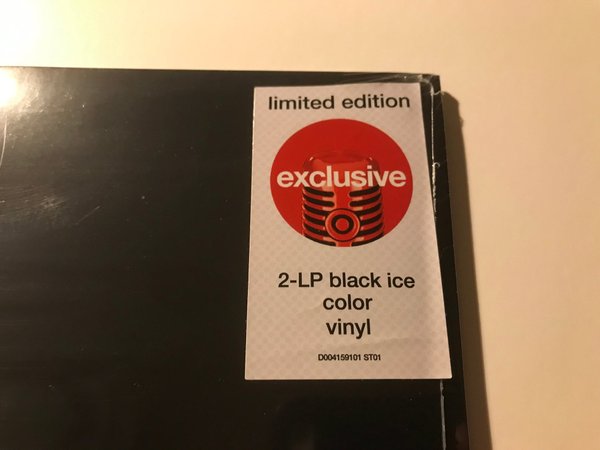 limited edition
exclusive
2-LP black ice
color
vinyl
D004159101 ST01